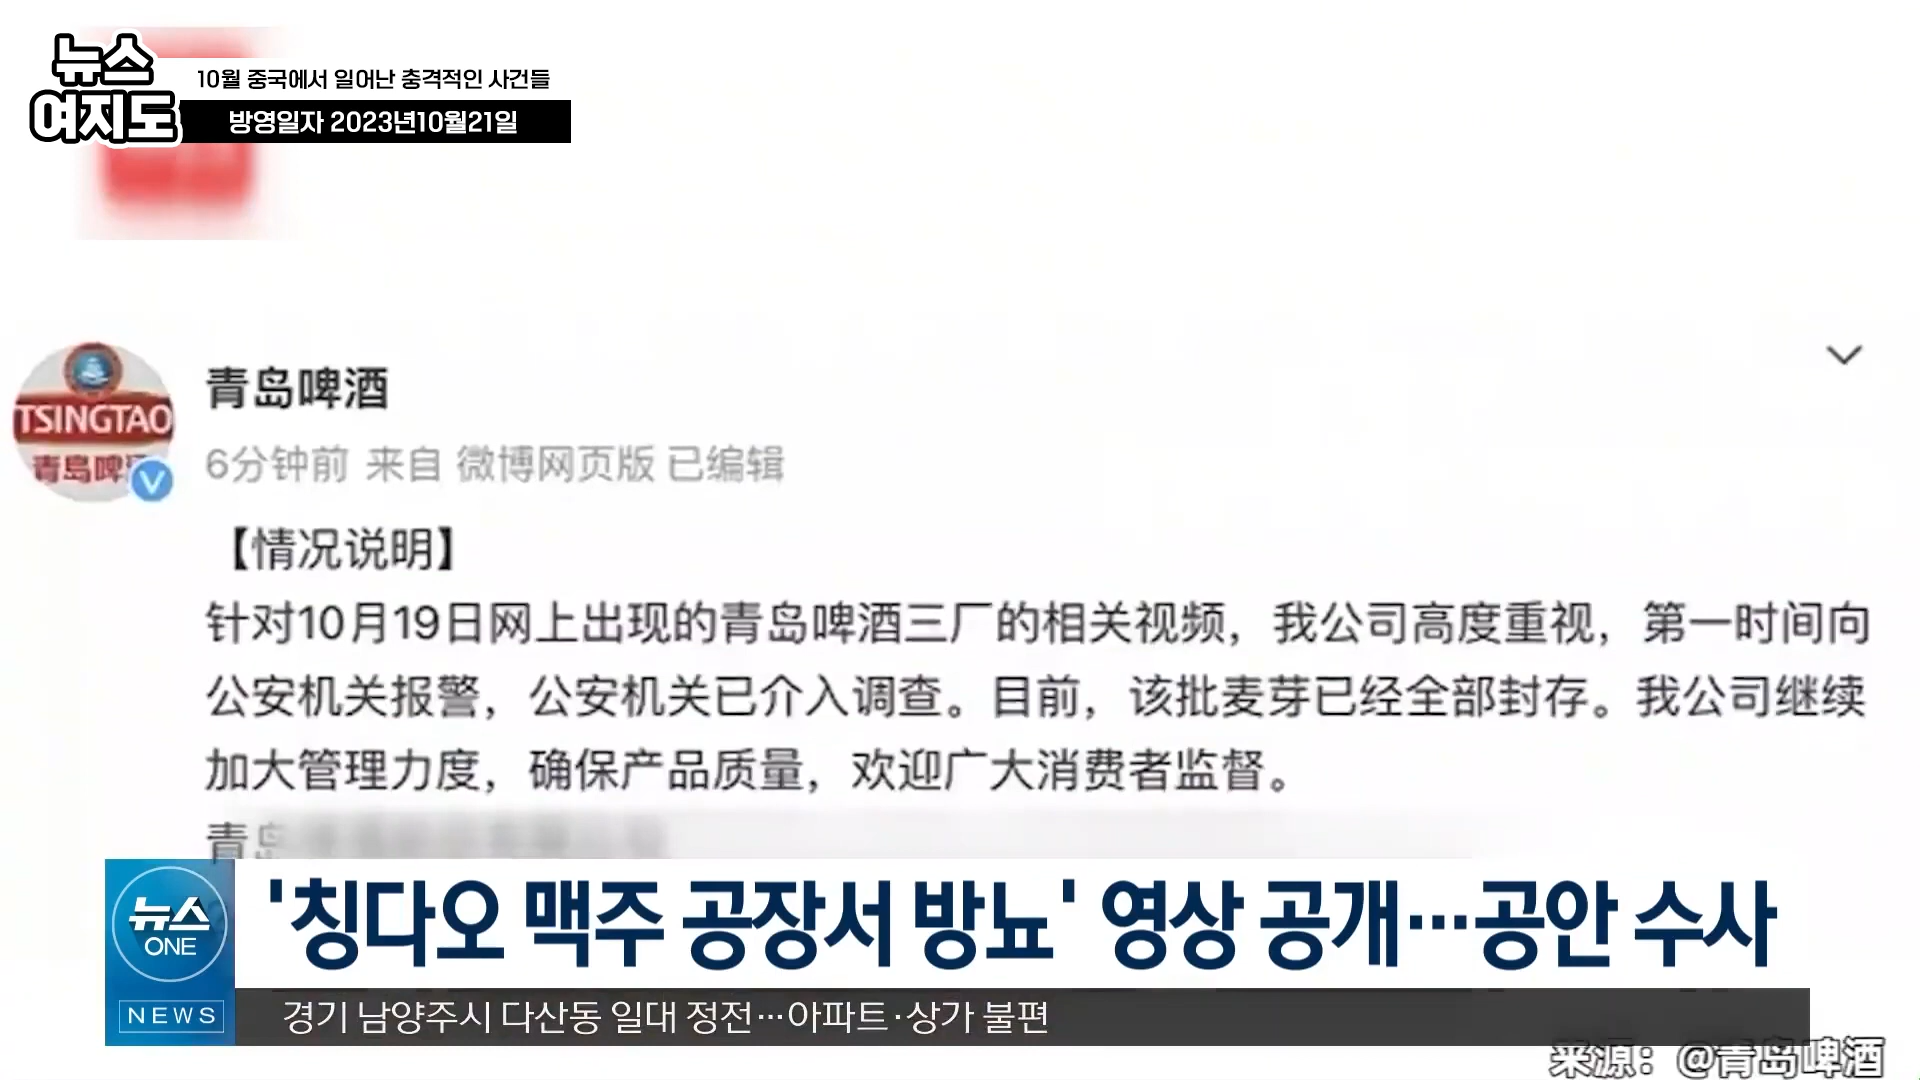 뉴스
여지도
10월 중국에서 일어난 충격적인 사건들
방영일자 2023년10월21일
TSINGTAO
青岛啤
青岛啤酒
6分钟前 来自 微博网页版 已编辑
【情况说明】
针对10月19日网上出现的青岛啤酒三厂的相关视频，我公司高度重视，第一时间向
公安机关报警，公安机关已介入调查。目前，该批麦芽已经全部封存。我公司继续
加大管理力度，确保产品质量，欢迎广大消费者监督。
青岛
뉴스
ONE
NEWS
'칭다오 맥주 공장서 방뇨' 영상 공개…공안 수사
경기 남양주시 다산동 일대 정전…아파트·상가 불편
来源：@青岛啤酒